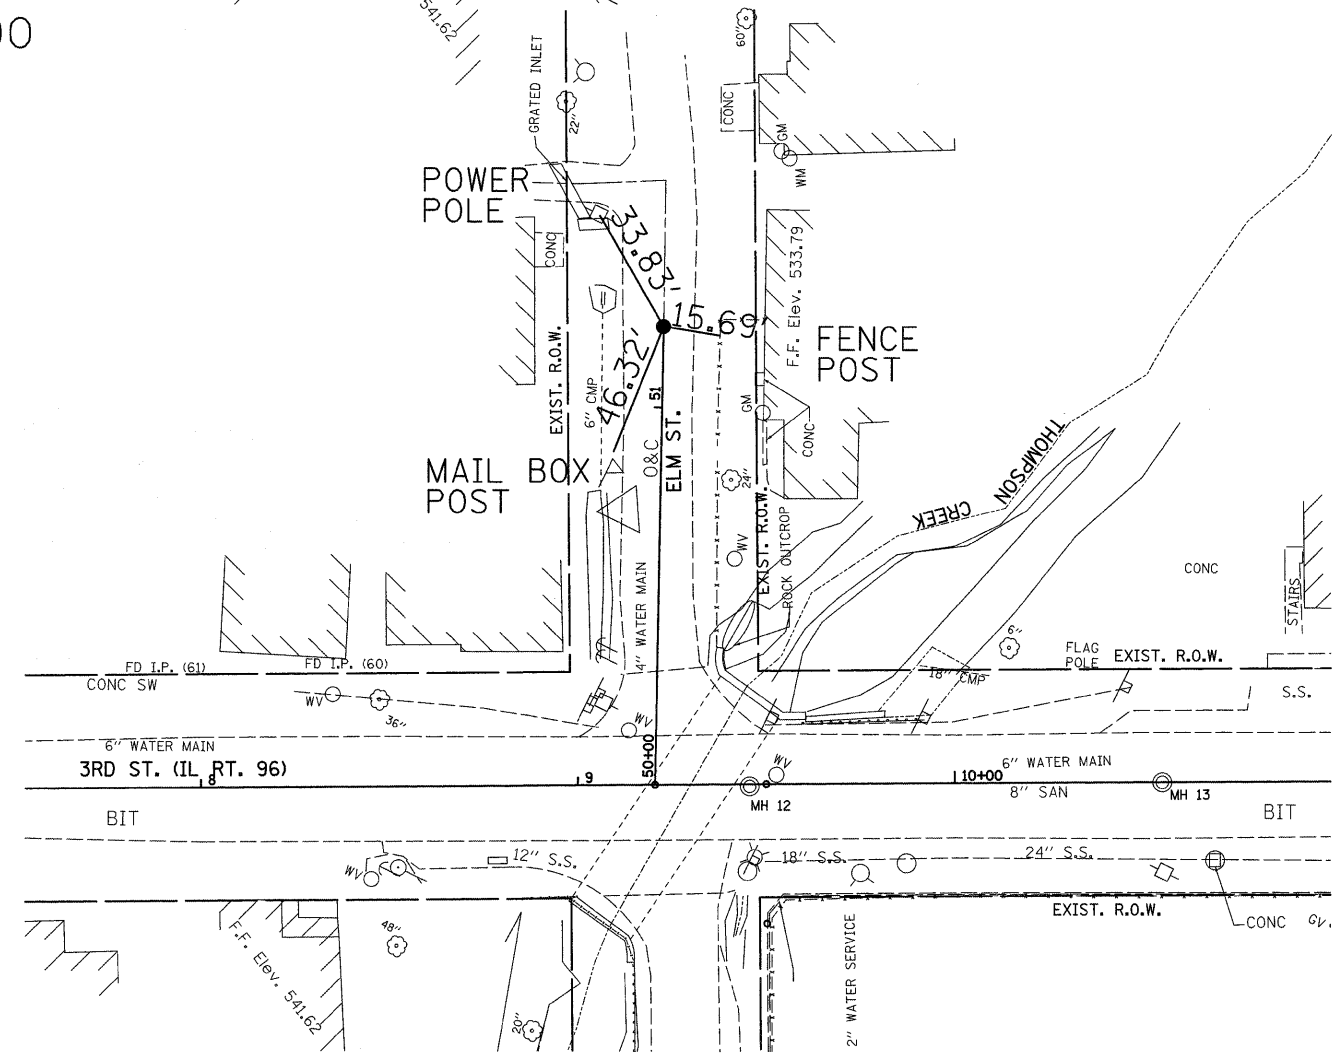 541.62
60''
GRATED INLET
22''
CONC
GM
WM
POWER
POLE
33.83'
CONC
F.F. Elev. 533.79
15.69'
FENCE
POST
EXIST. R.O.W.
46.32'
6'' CMP
51
GM
CONC
O&C
ELM ST.
MAIL BOX
POST
24''
THOMPSON
CREEK
WV
EXIST. R.O.W.
ROCK OUTCROP
4'' WATER MAIN
CONC
STAIRS
6''
FLAG
POLE
EXIST. R.O.W.
FD I.P. (61)
FD I.P. (60)
CONC SW
18'' CMP
S.S.
WV
36''
WV
6'' WATER MAIN
50+00
WV
6'' WATER MAIN
3RD ST. (IL RT. 96)
8
9
10+00
8'' SAN
MH 12
MH 13
BIT
BIT
12'' S.S.
18'' S.S.
24'' S.S.
WV
EXIST. R.O.W.
CONC
GV.
48''
F.F. Elev. 541.62
2'' WATER SERVICE
20''